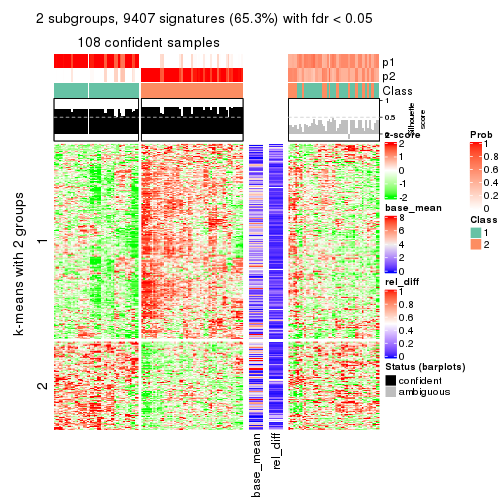 2 subgroups, 9407 signatures (65.3%) with fdr < 0.05
108 confident samples
p1
p2
Class
1
0.5
0
Silhouette
score
k-means with 2 groups
1
2
base_mean
rel_diff
z-score
2
1
0
-1
-2
base_mean
8
6
4
2
0
rel_diff
1
0.8
0.6
0.4
0.2
0
Status (barplots)
confident
ambiguous
Prob
1
0.8
0.6
0.4
0.2
0
Class
1
2